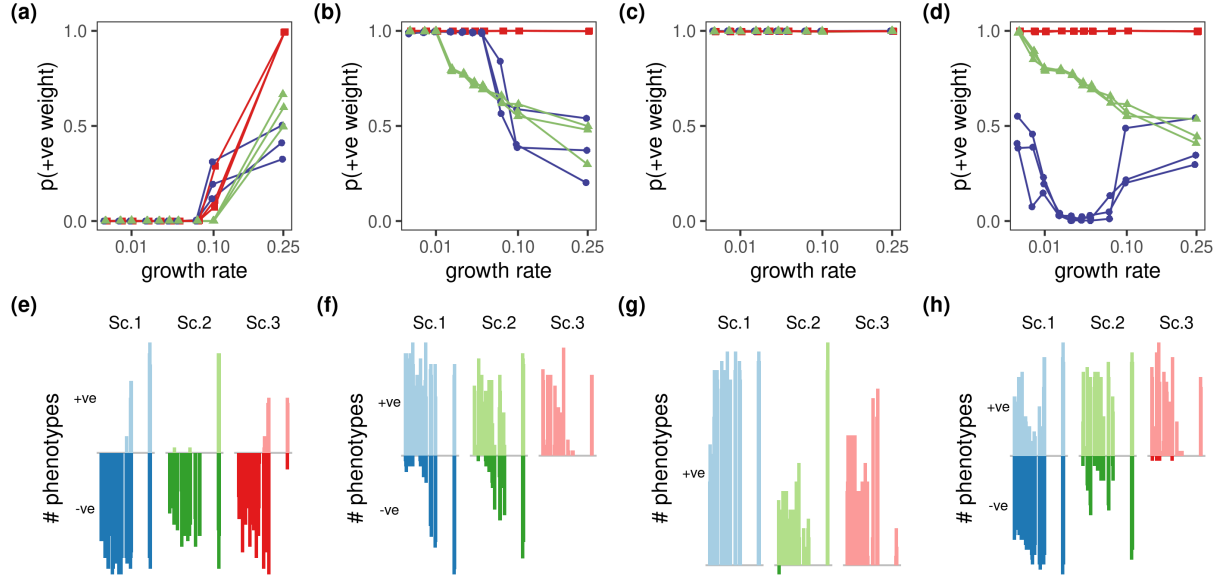 (a)
p(+ve weight)
1.0
0.5
0.0
0.01 0.10 0.25
growth rate
(b)
p(+ve weight)
1.0
0.5
0.0
0.01 0.10 0.25
growth rate
(c)
p(+ve weight)
1.0
0.5
0.0
0.01 0.10 0.25
growth rate
(d)
p(+ve weight)
1.0
0.5
0.0
0.01 0.10 0.25
growth rate
(e)
Sc.1 Sc.2 Sc.3
# phenotypes
+ve
-ve
(f)
Sc.1 Sc.2 Sc.3
# phenotypes
+ve
-ve
(g)
Sc.1 Sc.2 Sc.3
# phenotypes
+ve
(h)
Sc.1 Sc.2 Sc.3
# phenotypes
+ve
-ve